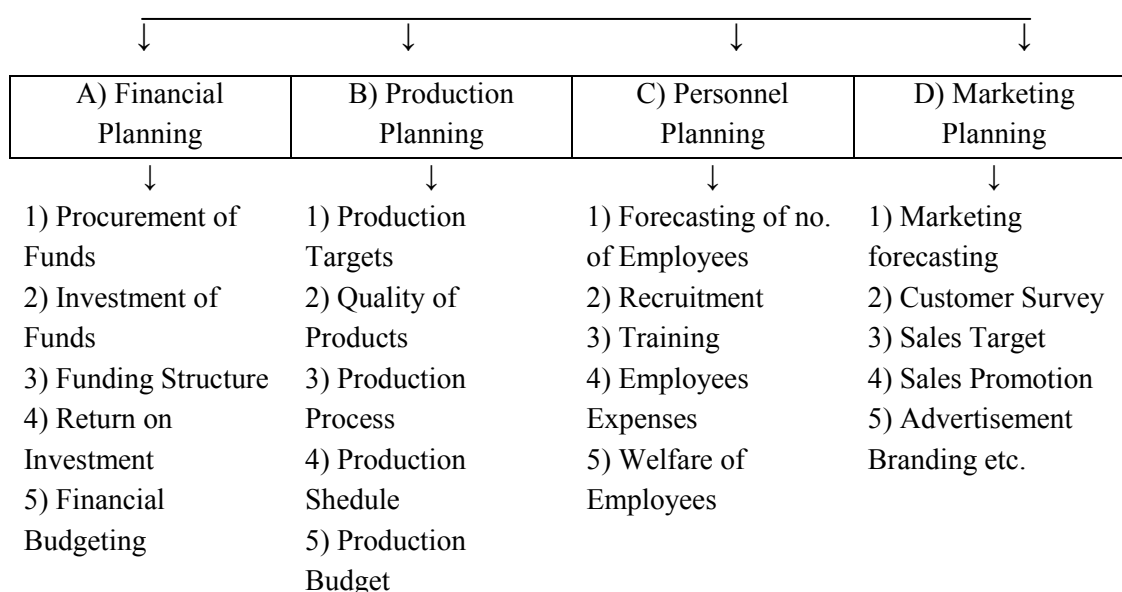 A) Financial
Planning
B) Production
Planning
C) Personnel
Planning
D) Marketing
Planning
1) Procurement of
Funds
2) Investment of
Funds
3) Funding Structure
4) Return on
Investment
5) Financial
Budgeting
1) Production
Targets
2) Quality of
Products
3) Production
Process
4) Production
Shedule
5) Production
Budget
1) Forecasting of no.
of Employees
2) Recruitment
3) Training
4) Employees
Expenses
5) Welfare of
Employees
1) Marketing
forecasting
2) Customer Survey
3) Sales Target
4) Sales Promotion
5) Advertisement
Branding etc.